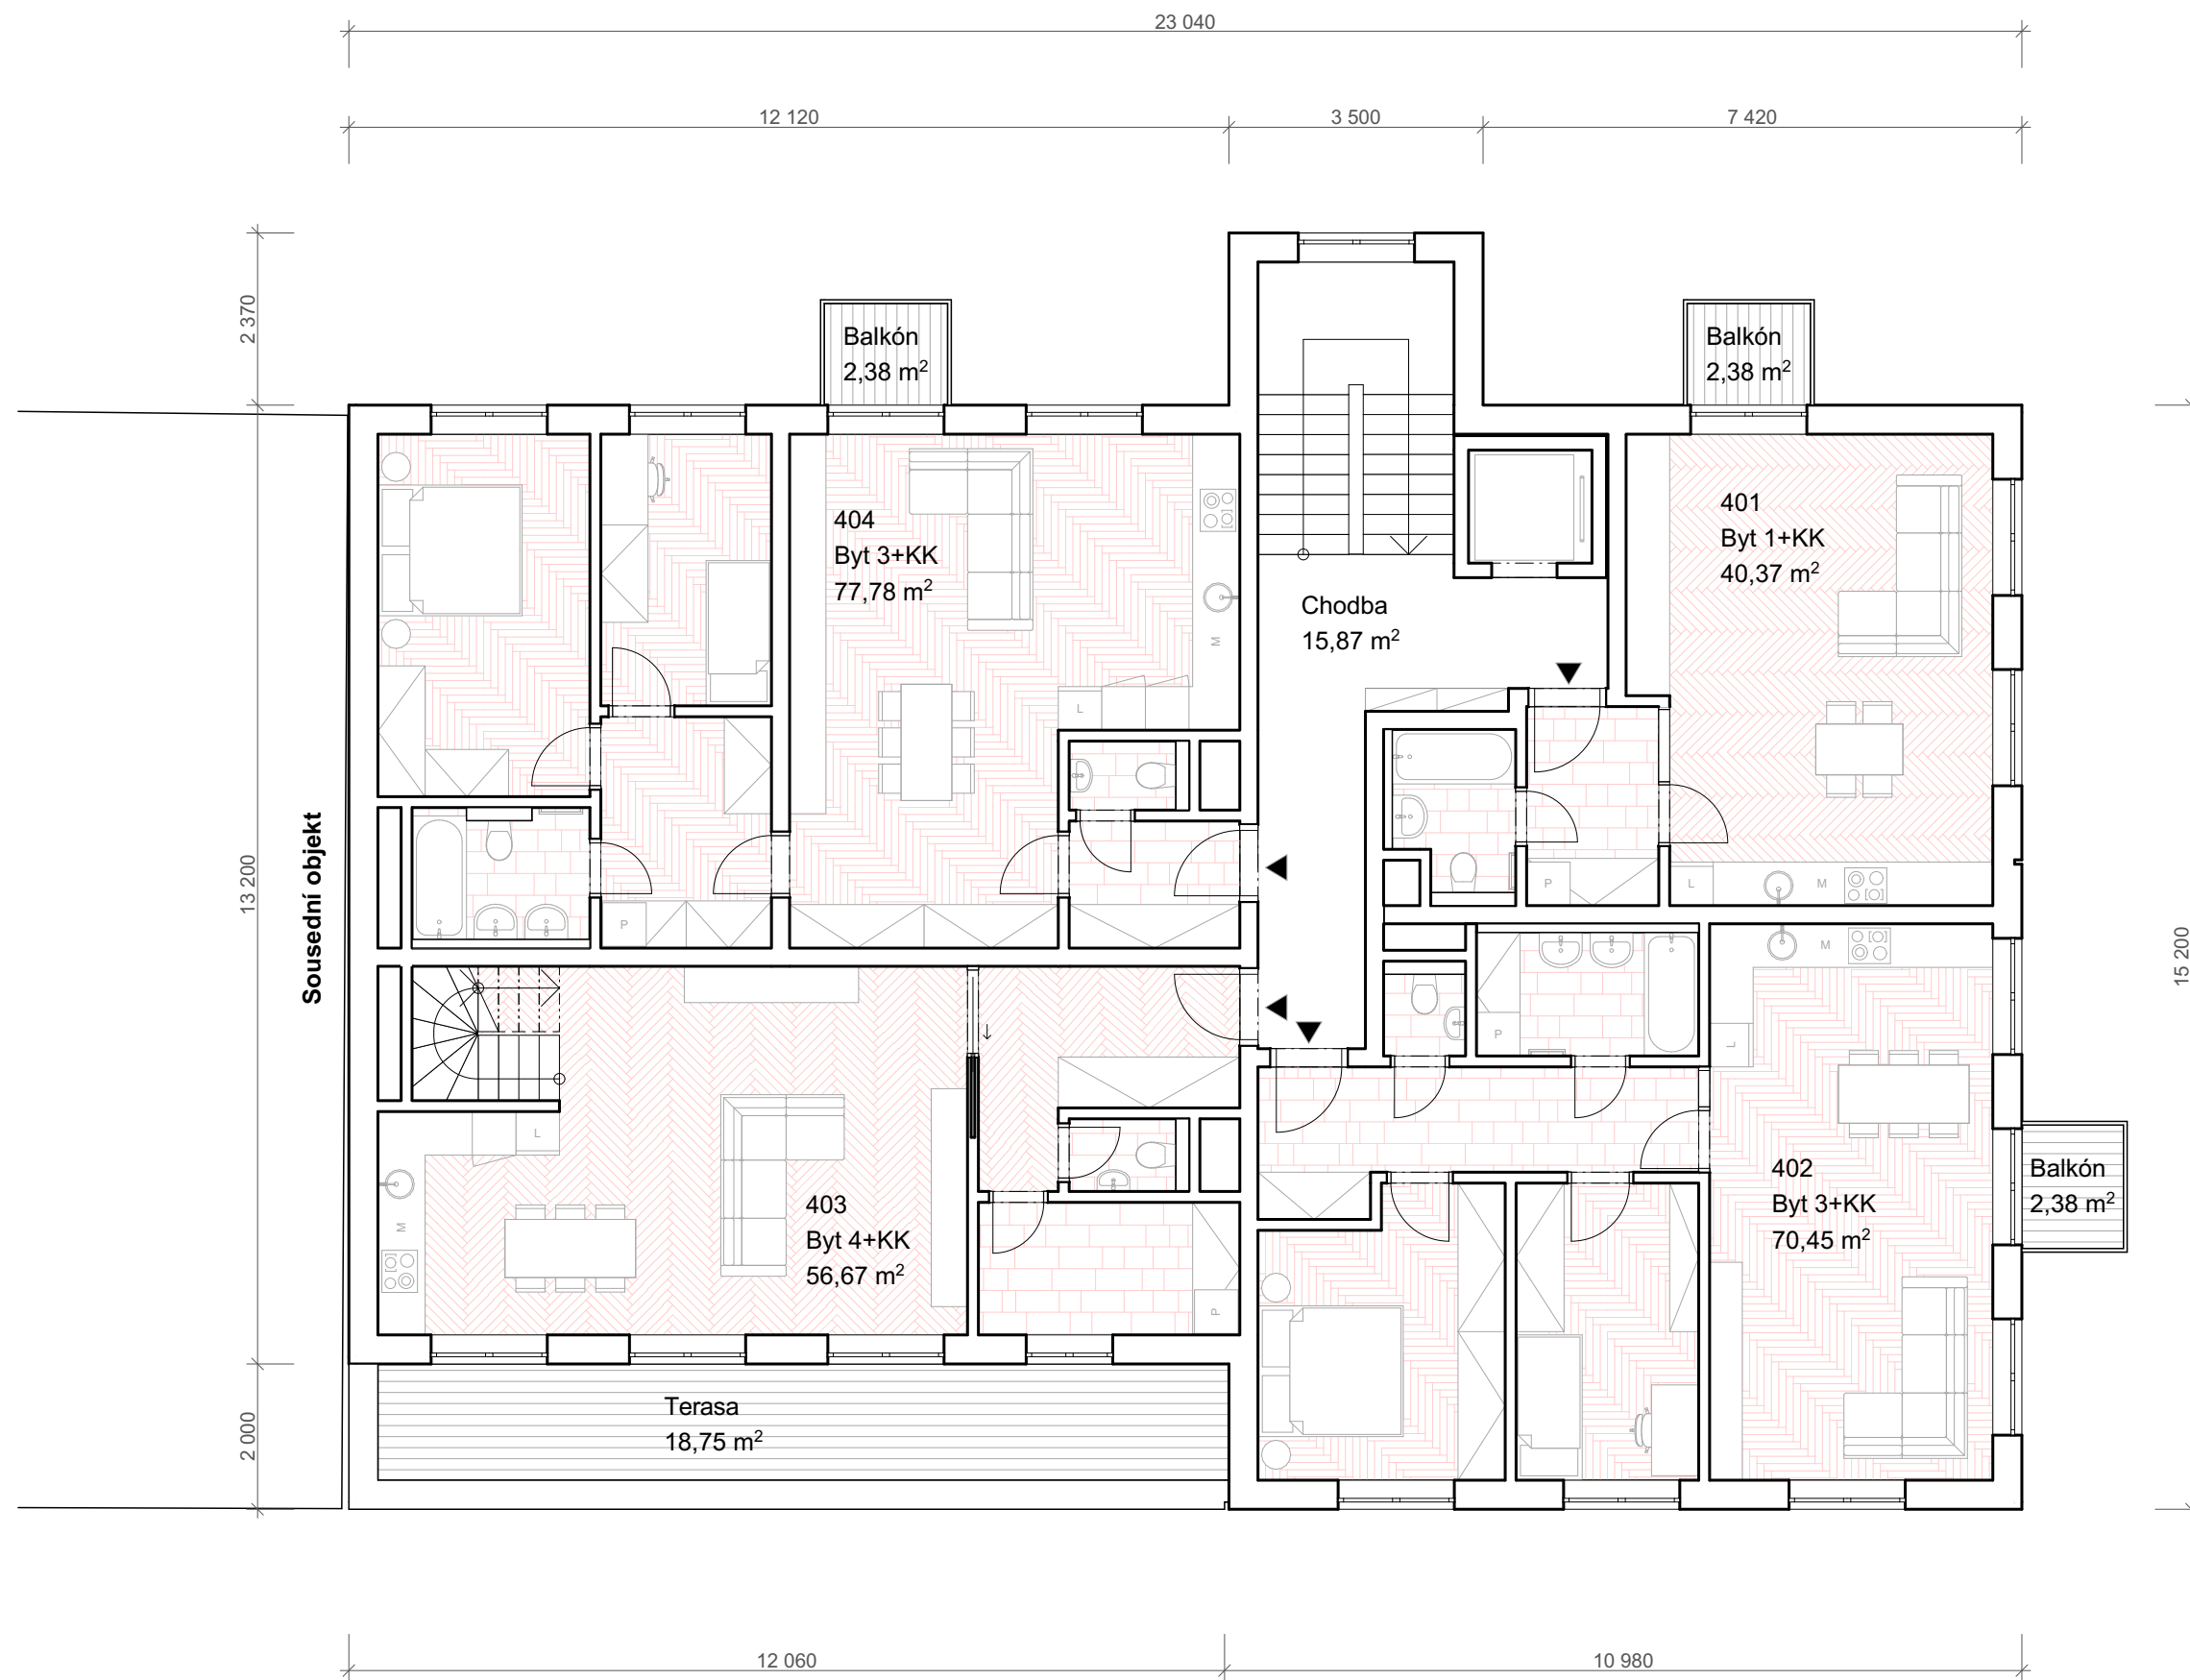 23 040
12 120
3 500
7 420
2 370
Balkón
2,38 m²
Balkón
2,38 m²
404
Byt 3+KK
77,78 m²
401
Byt 1+KK
40,37 m²
Chodba
15,87 m²
M
L
Sousední objekt
13 200
P
P
L
M
15 200
M
P
L
L
M
403
Byt 4+KK
56,67 m²
402
Byt 3+KK
70,45 m²
Balkón
2,38 m²
P
Terasa
18,75 m²
2 000
12 060
10 980